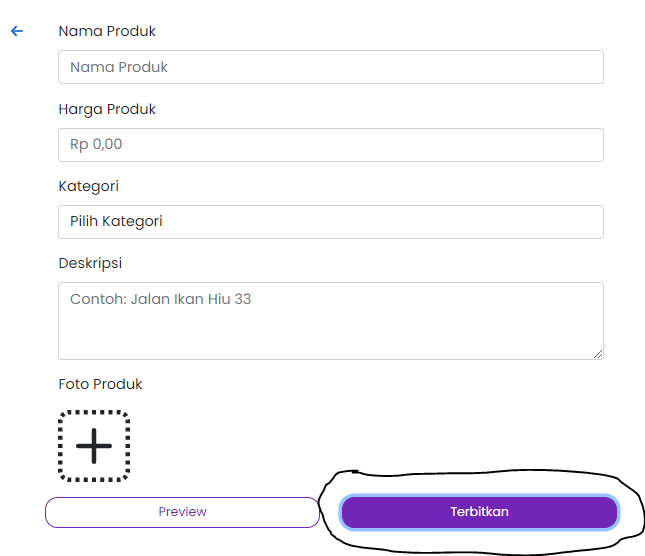 Nama Produk
Nama Produk
Harga Produk
Rp 0,00
Kategori
Pilih Kategori
Deskripsi
Contoh: Jalan Ikan Hiu 33
Foto Produk
Preview
Terbitkan